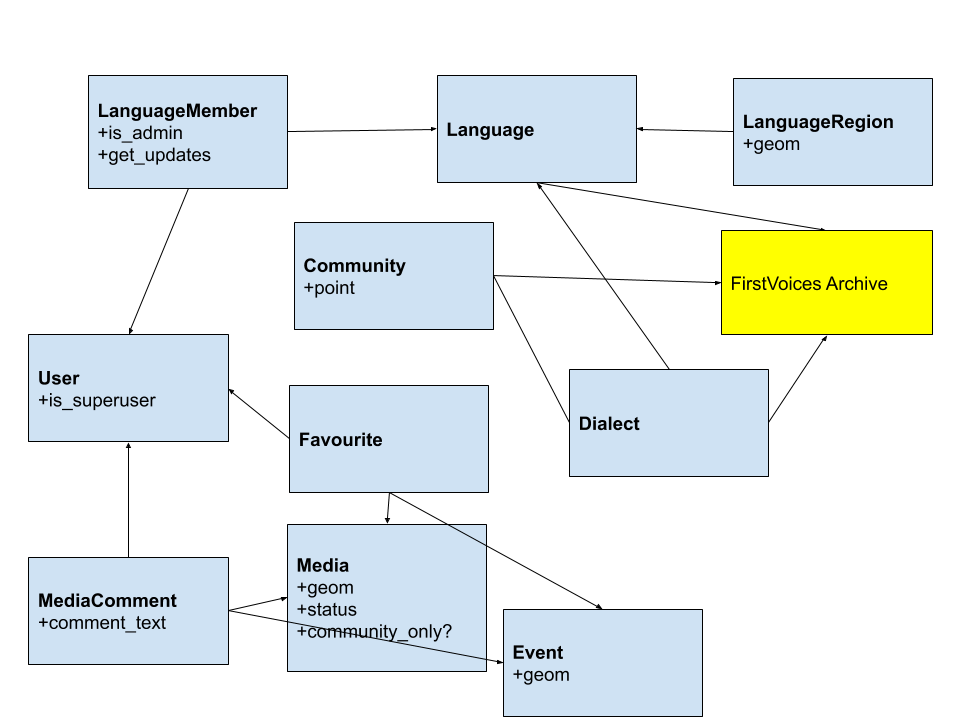 LanguageMember
+is_admin
+get_updates
Language
LanguageRegion
+geom
Community
+point
FirstVoices Archive
User
+is_superuser
Favourite
Dialect
MediaComment
+comment_text
Media
+geom
+status
+community_only?
Event
+geom